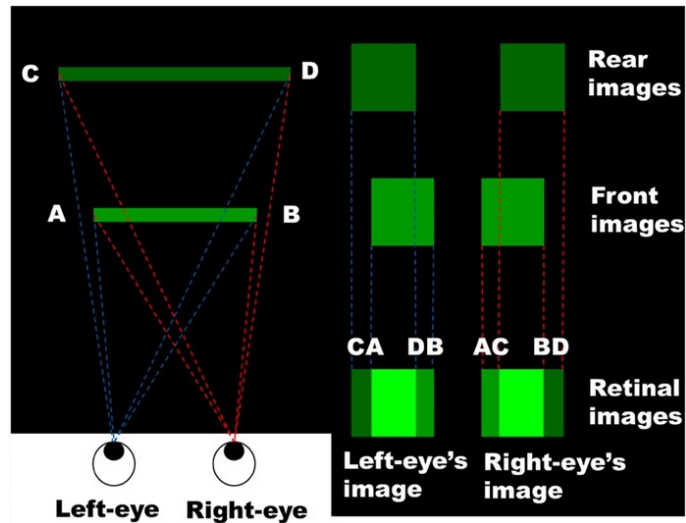 C D
Rear
images
A B
Front
images
CA DB AC BD
Retinal
images
Left-eye's Right-eye's
image image
Left-eye Right-eye